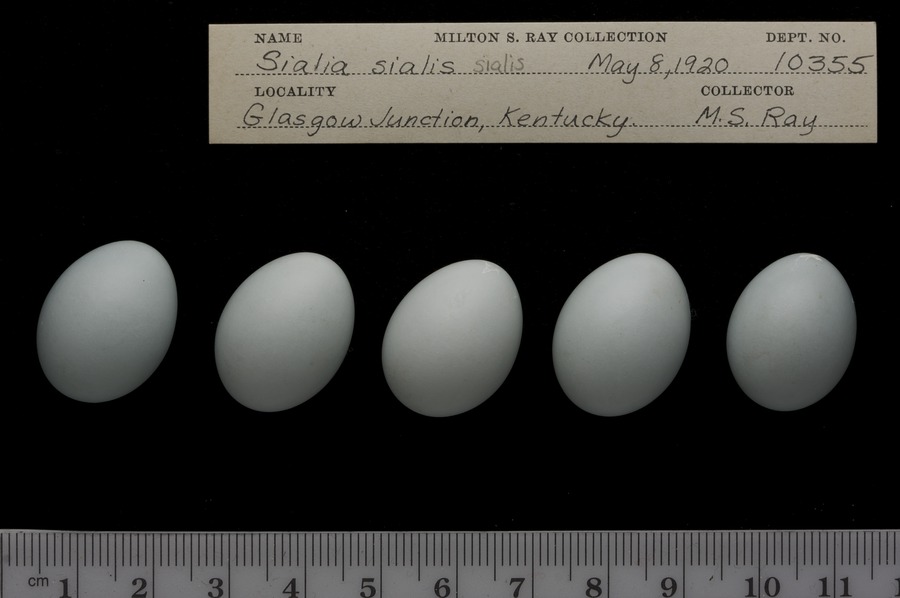 NAME MILTON S. RAY COLLECTION DEPT. NO.
Sialia sialis sialis May 8, 1920 10355
LOCALITY COLLECTOR
Glasgow Junction, Kentucky. M.S. Ray
cm 1 2 3 4 5 6 7 8 9 10 11